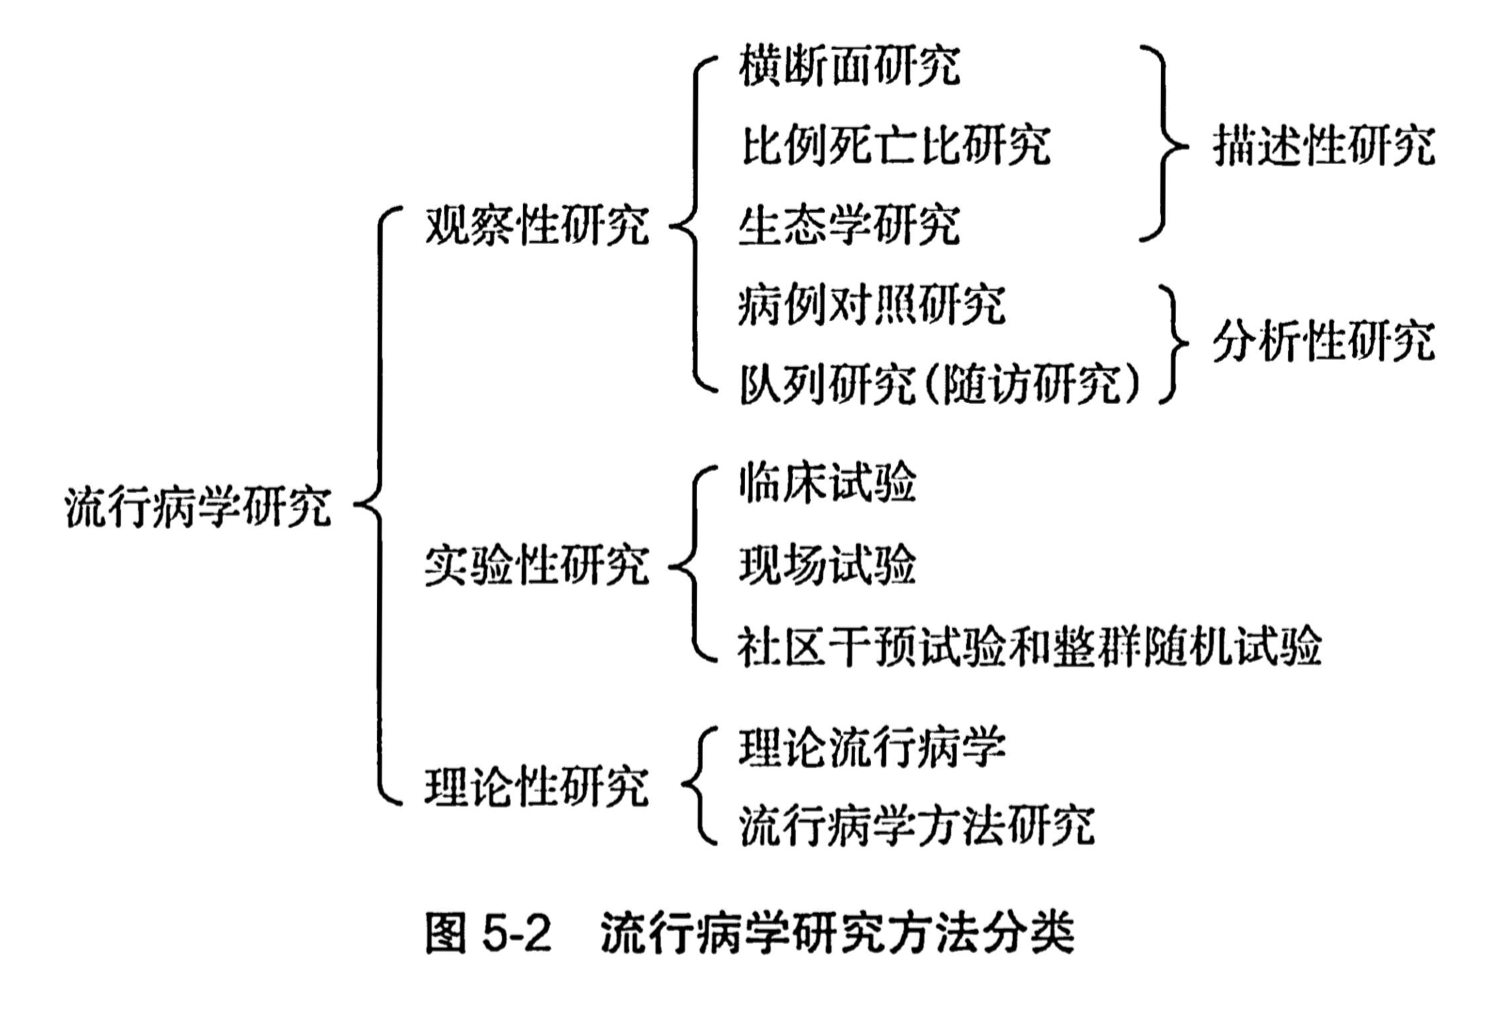 横断面研究
比例死亡比研究
描述性研究
观察性研究
生态学研究
病例对照研究
分析性研究
队列研究(随访研究)
流行病学研究
临床试验
实验性研究
现场试验
社区干预试验和整群随机试验
理论流行病学
理论性研究
流行病学方法研究
图 5-2 流行病学研究方法分类